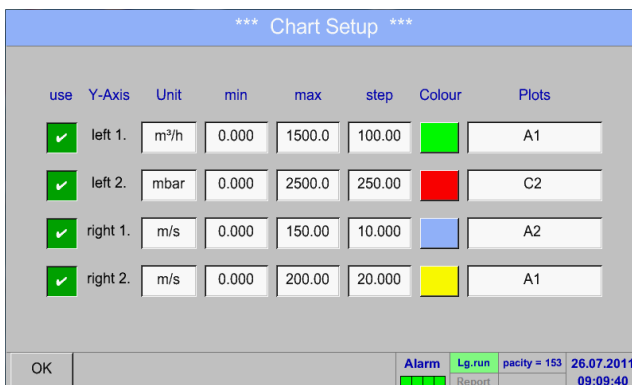 *** Chart Setup ***
use Y-Axis Unit min max step Colour Plots
left 1. m³/h 0.000 1500.0 100.00 A1
left 2. mbar 0.000 2500.0 250.00 C2
right 1. m/s 0.000 150.00 10.000 A2
right 2. m/s 0.000 200.00 20.000 A1
OK Alarm Lg.run pacity = 153 26.07.2011
Report 09:09:40